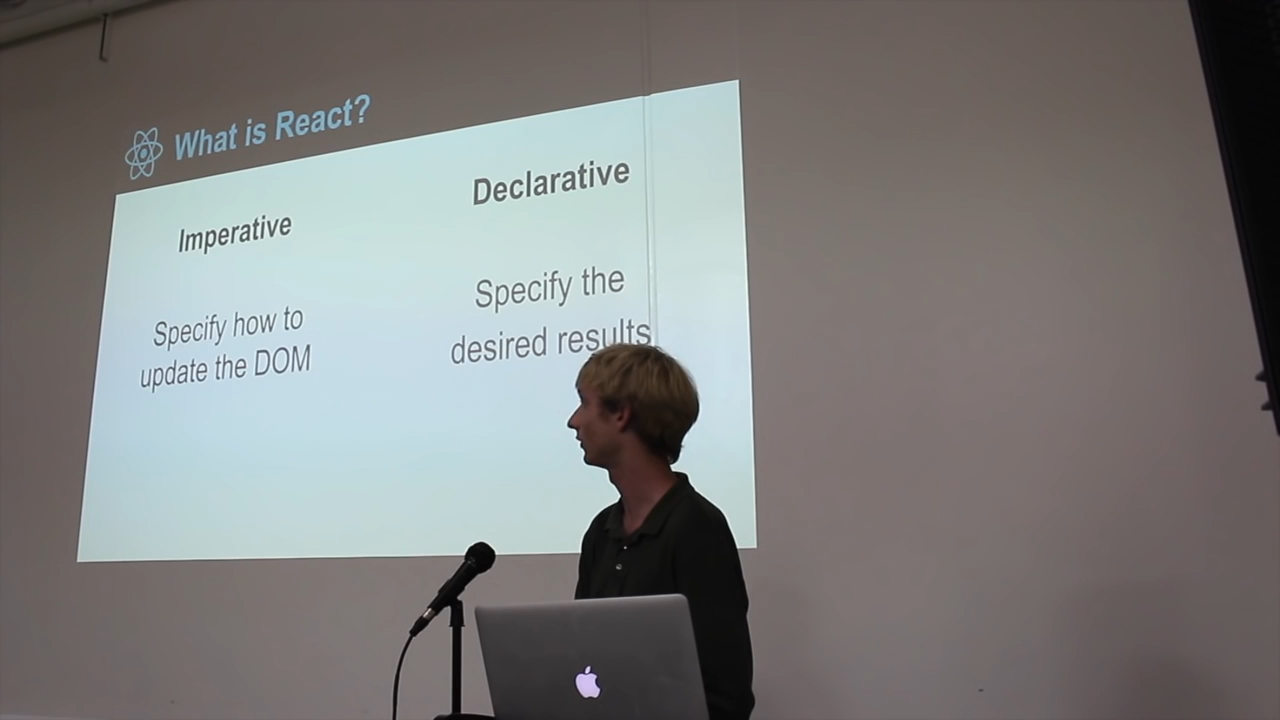 What is React?
Imperative
Declarative
Specify how to
update the DOM
Specify the
desired results